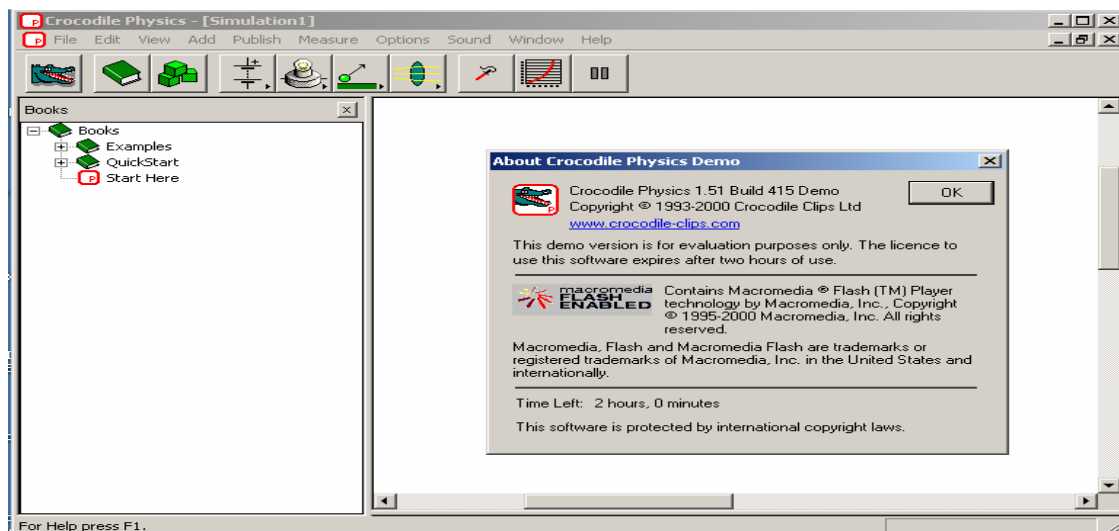 Crocodile Physics - [Simulation1]
File Edit View Add Publish Measure Options Sound Window Help
Books
Books
Examples
QuickStart
Start Here
About Crocodile Physics Demo
Crocodile Physics 1.51 Build 415 Demo
Copyright © 1993-2000 Crocodile Clips Ltd
www.crocodile-clips.com
OK
This demo version is for evaluation purposes only. The licence to
use this software expires after two hours of use.
macromedia
FLASH
ENABLED
Contains Macromedia ® Flash (TM) Player
technology by Macromedia, Inc., Copyright
© 1995-2000 Macromedia, Inc. All rights
reserved.
Macromedia, Flash and Macromedia Flash are trademarks or
registered trademarks of Macromedia, Inc. in the United States and
internationally.
Time Left: 2 hours, 0 minutes
This software is protected by international copyright laws.
For Help press F1.